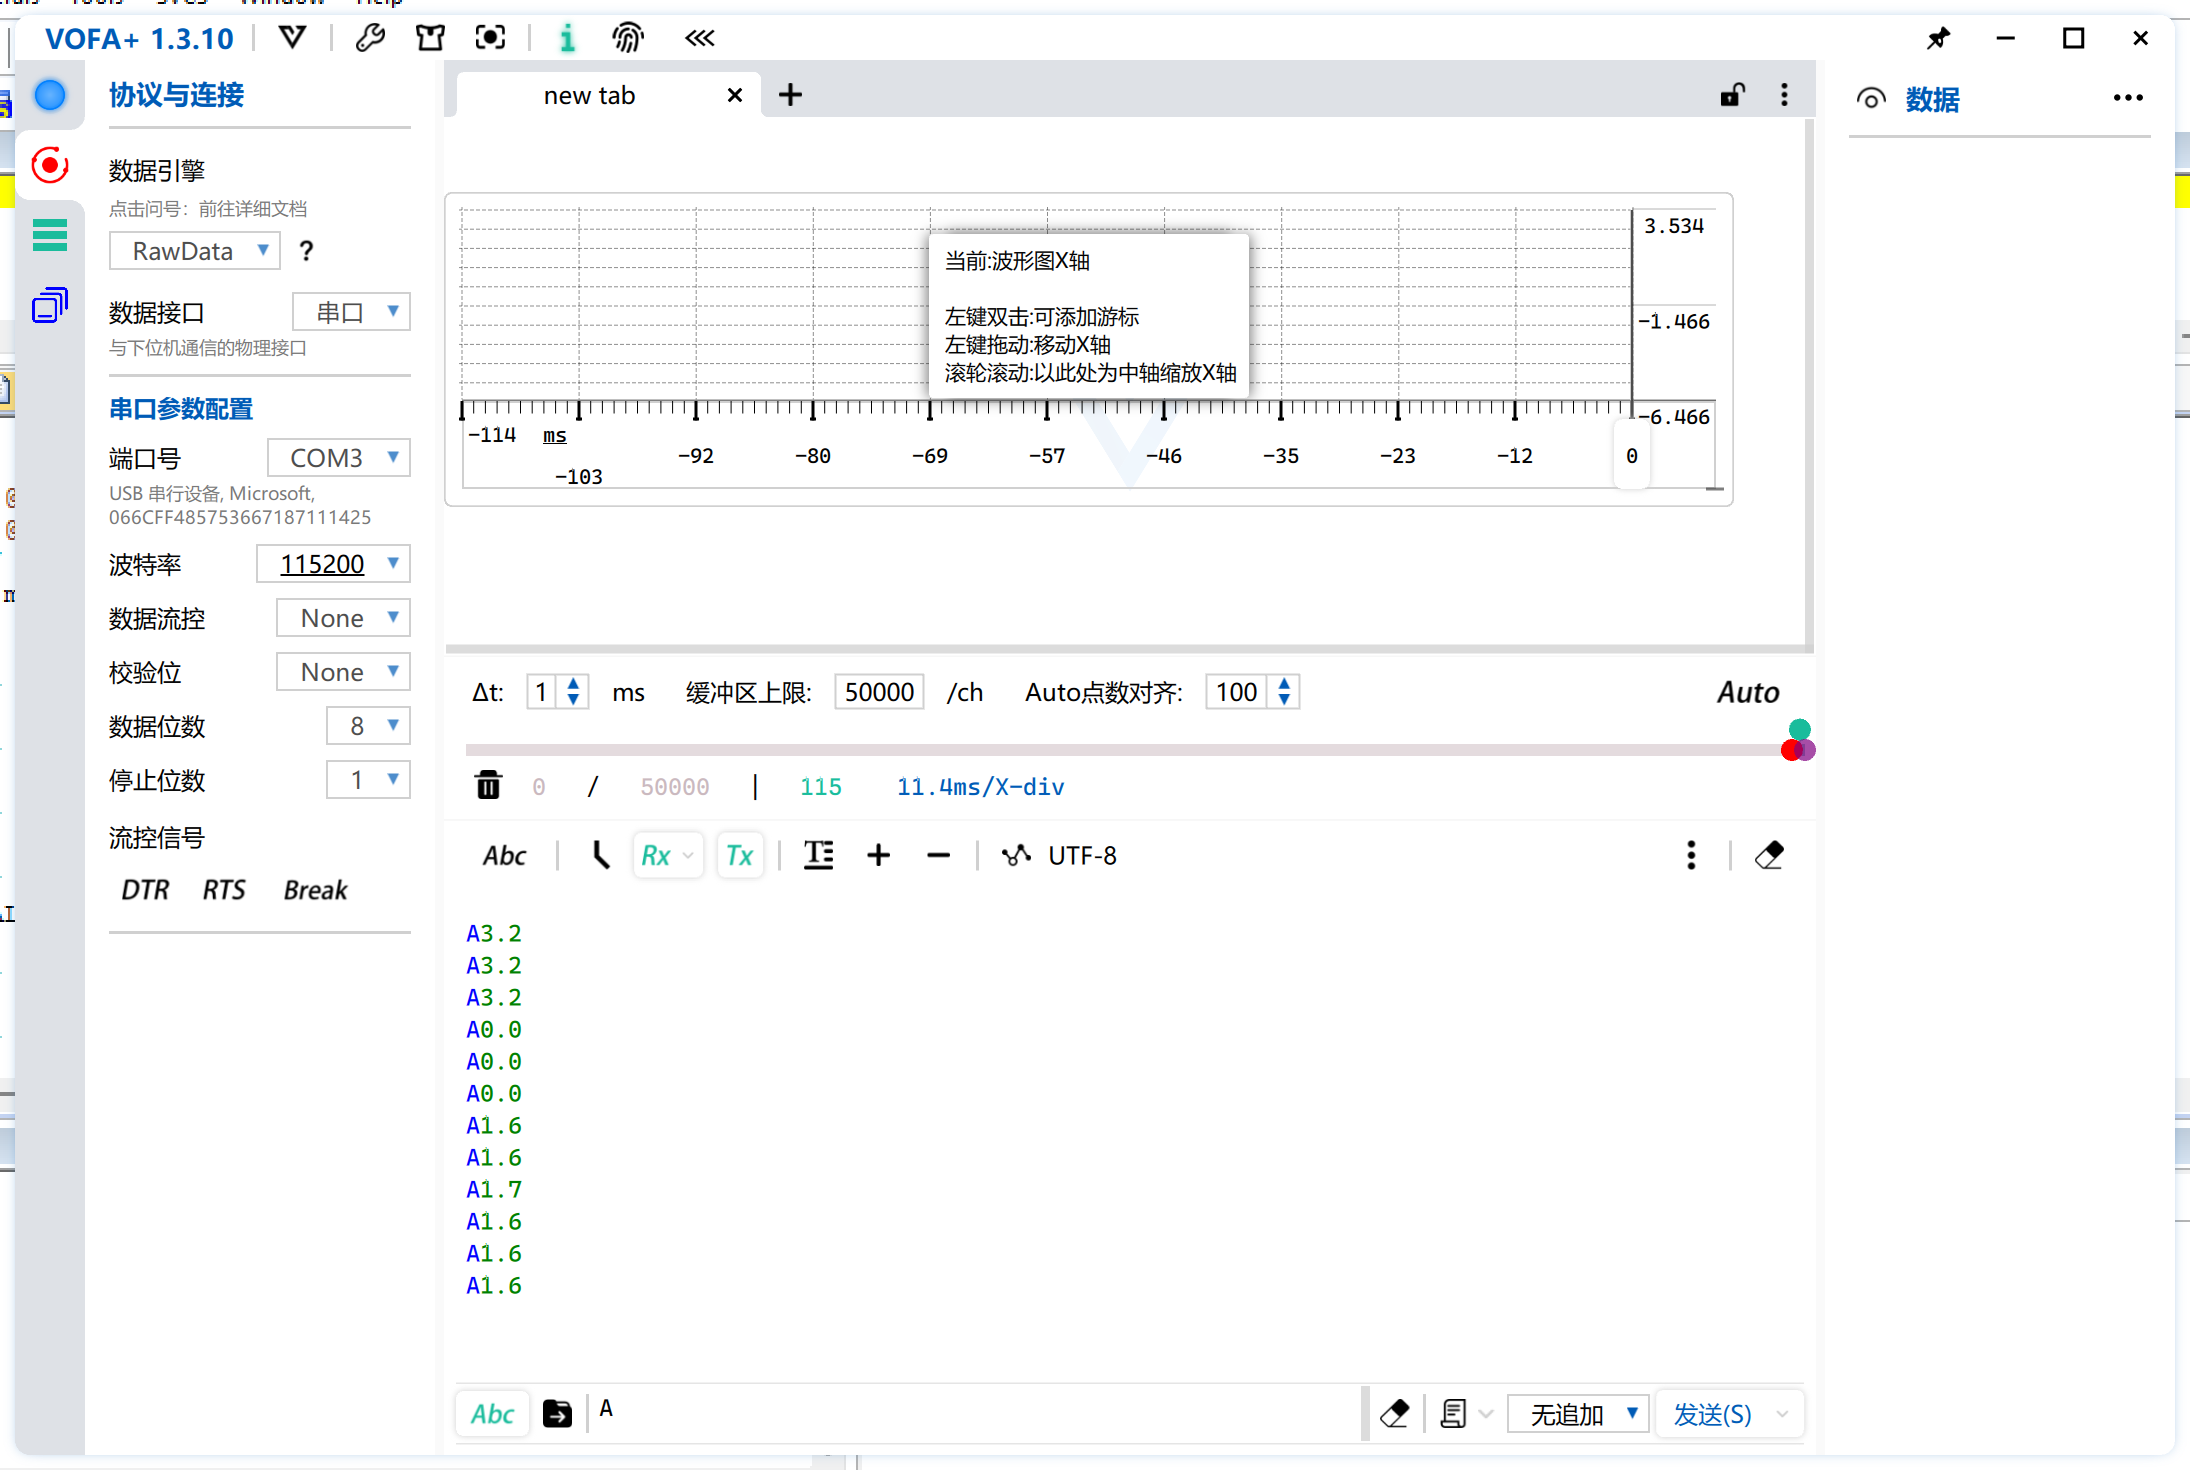 VOFA+ 1.3.10
协议与连接
数据引擎
点击问号：前往详细文档
RawData ?
数据接口 串口
与下位机通信的物理接口
串口参数配置
端口号 COM3
USB 串行设备, Microsoft,
066CFF485753667187111425
波特率 115200
数据流控 None
校验位 None
数据位数 8
停止位数 1
流控信号
DTR RTS Break
new tab
数据
3.534
-1.466
-6.466
当前:波形图X轴
左键双击:可添加游标
左键拖动:移动X轴
滚轮滚动:以此处为中轴缩放X轴
-114 ms
-103 -92 -80 -69 -57 -46 -35 -23 -12 0
Δt: 1 ms 缓冲区上限: 50000 /ch Auto点数对齐: 100 Auto
0 / 50000 | 115 11.4ms/X-div
Abc Rx Tx UTF-8
A3.2
A3.2
A3.2
A0.0
A0.0
A0.0
A1.6
A1.6
A1.7
A1.6
A1.6
A1.6
Abc A 无追加 发送(S)